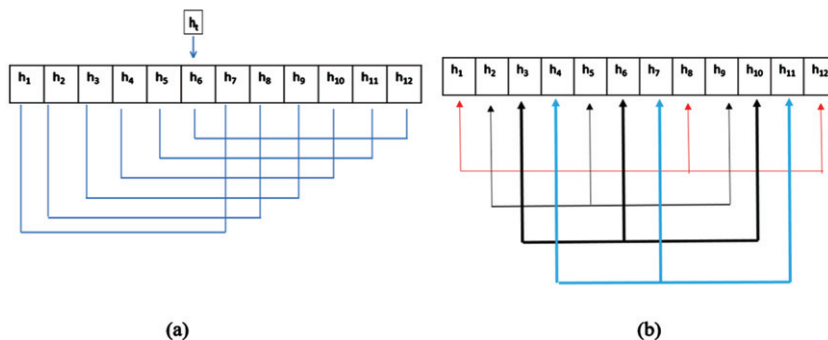 hₜ
h₁ h₂ h₃ h₄ h₅ h₆ h₇ h₈ h₉ h₁₀ h₁₁ h₁₂
h₁ h₂ h₃ h₄ h₅ h₆ h₇ h₈ h₉ h₁₀ h₁₁ h₁₂
(a) (b)